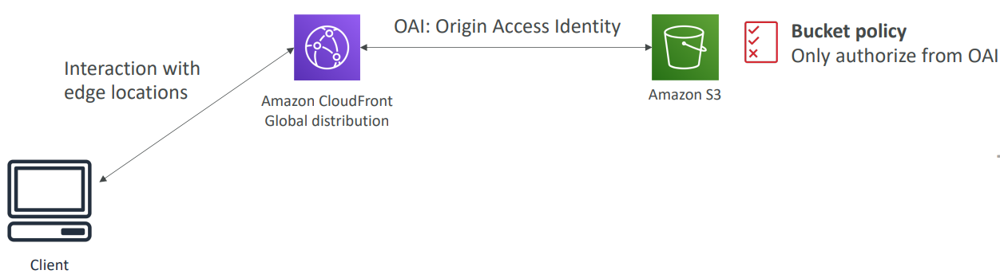 OAI: Origin Access Identity
Bucket policy
Only authorize from OAI
Interaction with
edge locations
Amazon CloudFront
Global distribution
Amazon S3
Client